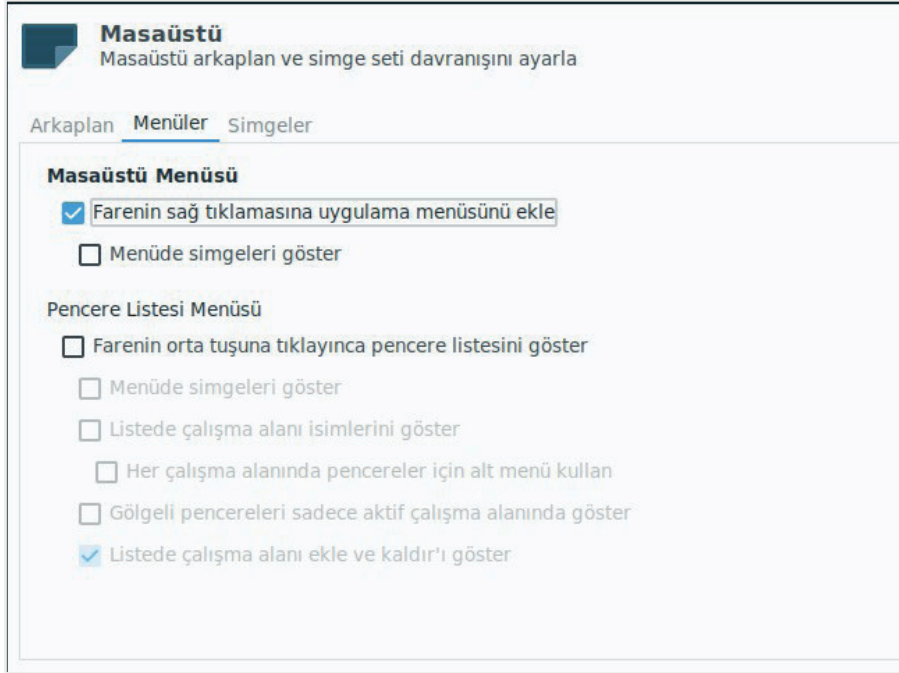 Masaüstü
Masaüstü arkaplan ve simge seti davranışını ayarla
Arkaplan Menüler Simgeler
Masaüstü Menüsü
Farenin sağ tıklamasına uygulama menüsünü ekle
Menüde simgeleri göster
Pencere Listesi Menüsü
Farenin orta tuşuna tıklayınca pencere listesini göster
Menüde simgeleri göster
Listede çalışma alanı isimlerini göster
Her çalışma alanında pencereler için alt menü kullan
Gölgeli pencereleri sadece aktif çalışma alanında göster
Listede çalışma alanı ekle ve kaldır'ı göster